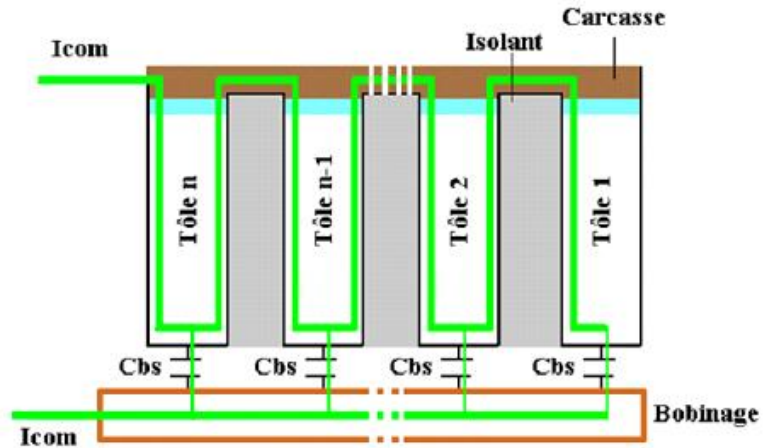 Carcasse
Icom
Isolant
Tôle n
Tôle n-1
Tôle 2
Tôle 1
Cbs
Cbs
Cbs
Cbs
Bobinage
Icom